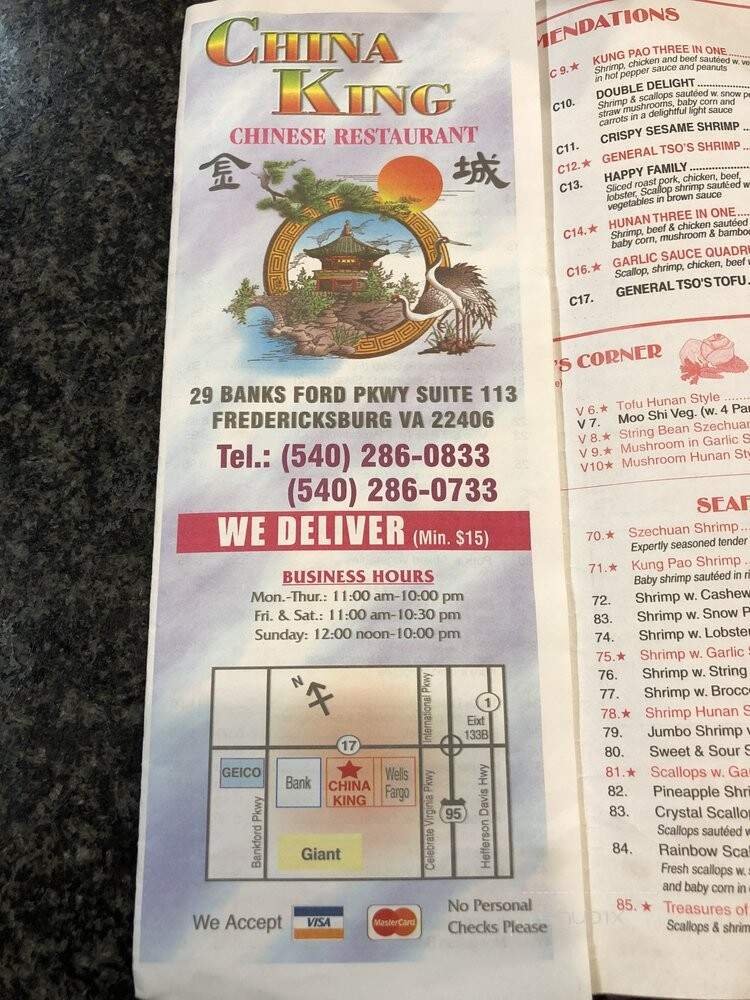 CHINA
KING
CHINESE RESTAURANT
金 城
29 BANKS FORD PKWY SUITE 113
FREDERICKSBURG VA 22406
Tel.: (540) 286-0833
(540) 286-0733
WE DELIVER (Min. $15)
BUSINESS HOURS
Mon.-Thur.: 11:00 am-10:00 pm
Fri. & Sat.: 11:00 am-10:30 pm
Sunday: 12:00 noon-10:00 pm
N
International Pkwy
1
Eixt
133B
17
GEICO
Bank
CHINA
KING
Wells
Fargo
Bankford Pkwy
Celebrate Virginia Pkwy
95
Hefferson Davis Hwy
Giant
We Accept VISA MasterCard
No Personal
Checks Please
MENDATIONS
C 9.★ KUNG PAO THREE IN ONE
Shrimp, chicken and beef sautéed w.
in hot pepper sauce and peanuts
C10. DOUBLE DELIGHT
Shrimp & scallops sautéed w. snow
straw mushrooms, baby corn and
carrots in a delightful light sauce
C11. CRISPY SESAME SHRIMP
C12.★ GENERAL TSO'S SHRIMP
C13. HAPPY FAMILY
Sliced roast pork, chicken, beef,
lobster, Scallop shrimp sautéed w
vegetables in brown sauce
C14.★ HUNAN THREE IN ONE
Shrimp, beef & chicken sautéed
baby corn, mushroom & bamboo
C16.★ GARLIC SAUCE QUADRU
Scallop, shrimp, chicken, beef
C17. GENERAL TSO'S TOFU
'S CORNER
V 6.★ Tofu Hunan Style
V 7. Moo Shi Veg. (w. 4 Pa
V 8.★ String Bean Szechuan
V 9.★ Mushroom in Garlic S
V10★ Mushroom Hunan Sty
SEAF
70.★ Szechuan Shrimp
Expertly seasoned tender
71.★ Kung Pao Shrimp
Baby shrimp sautéed in ri
72. Shrimp w. Cashew
83. Shrimp w. Snow P
74. Shrimp w. Lobster
75.★ Shrimp w. Garlic
76. Shrimp w. String
77. Shrimp w. Brocc
78.★ Shrimp Hunan S
79. Jumbo Shrimp
80. Sweet & Sour S
81.★ Scallops w. Ga
82. Pineapple Shri
83. Crystal Scallo
Scallops sautéed w
84. Rainbow Scal
Fresh scallops w.
and baby corn in
85. ★ Treasures of
Scallops & shrim